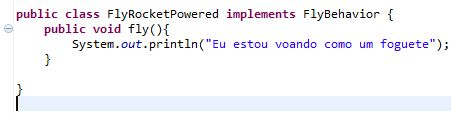 public class FlyRocketPowered implements FlyBehavior {
    public void fly(){
        System.out.println("Eu estou voando como um foguete");
    }

}